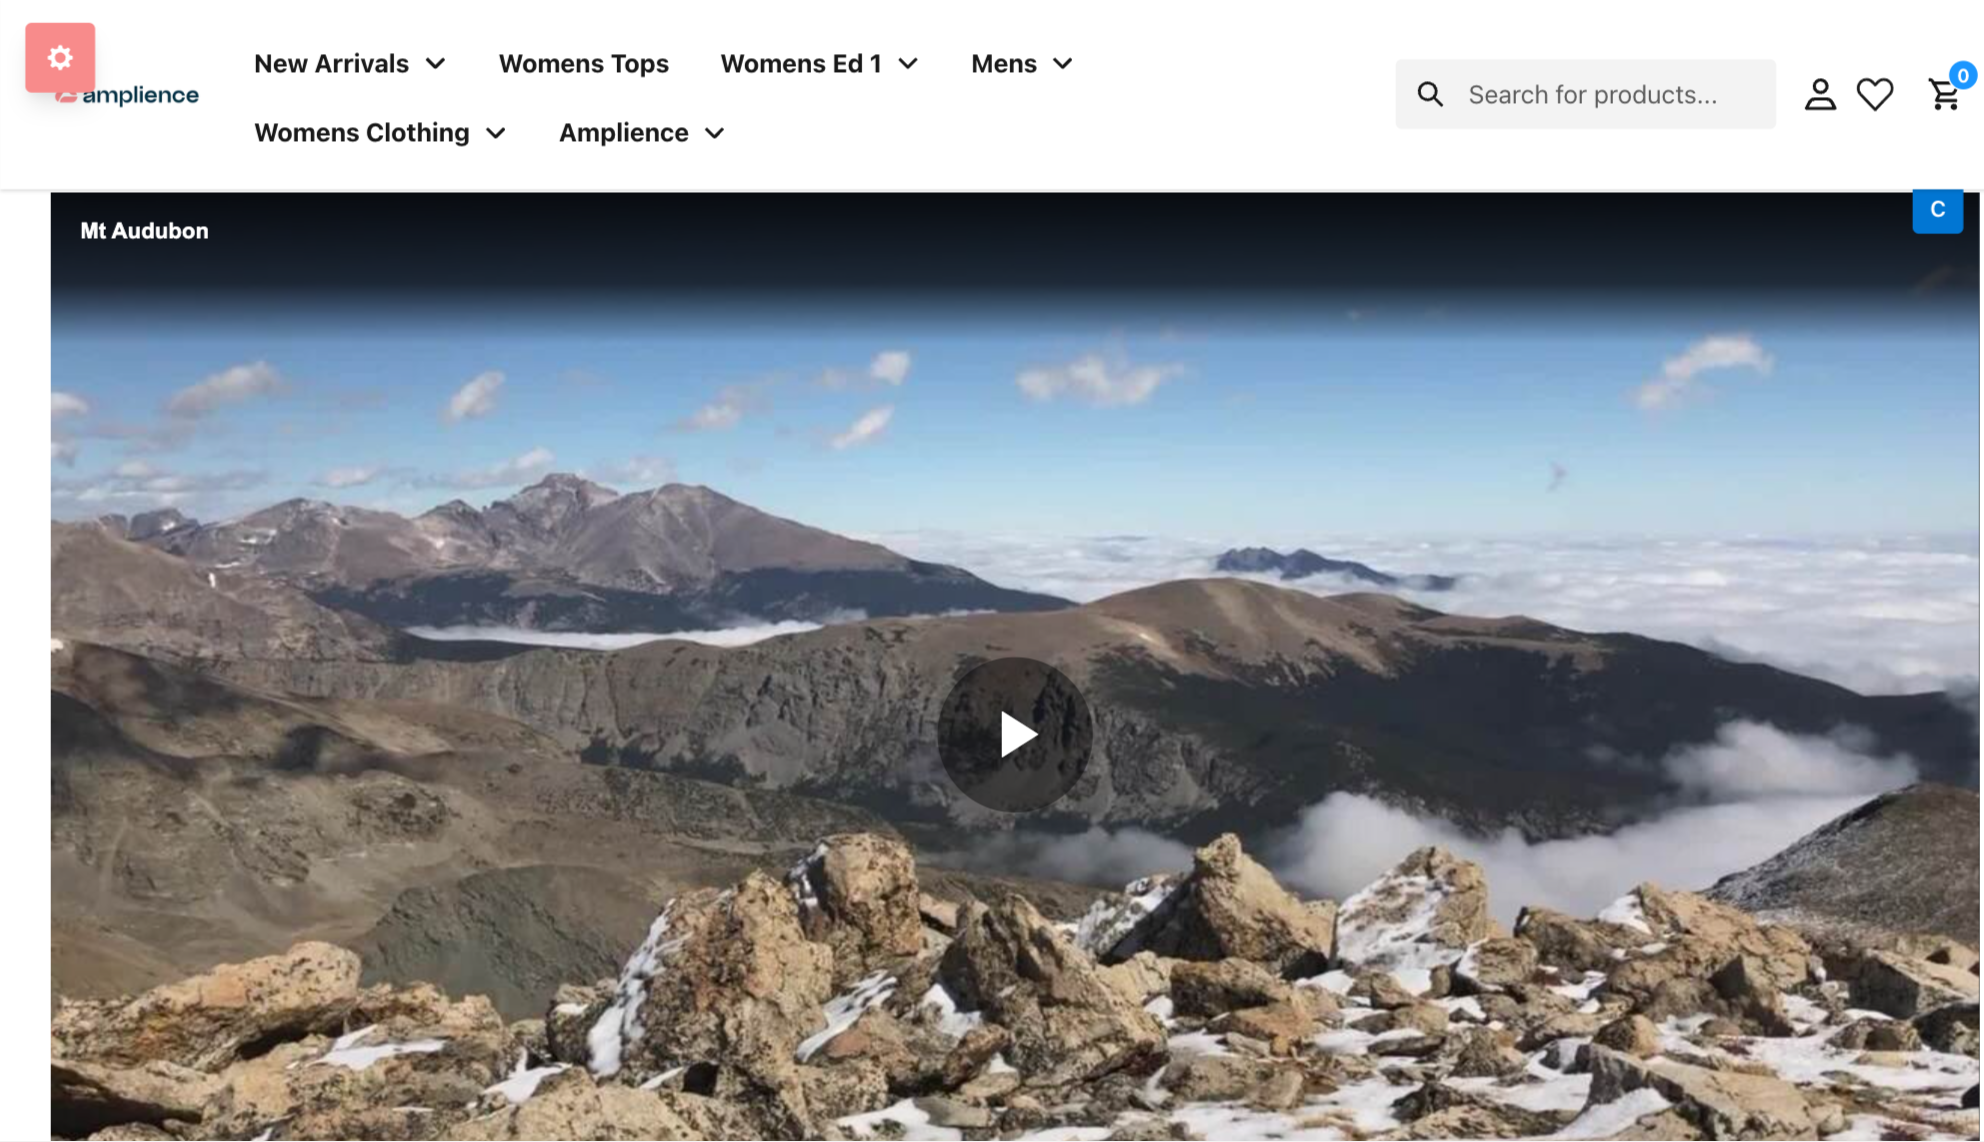 amplience
New Arrivals
Womens Tops
Womens Ed 1
Mens
Womens Clothing
Amplience
Search for products...
0
C
Mt Audubon